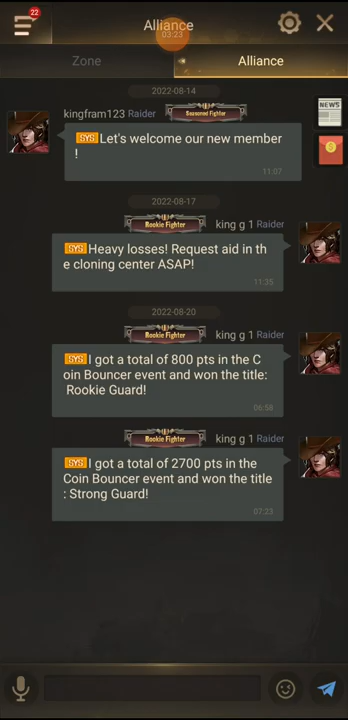 22
Alliance
03:23
Zone
Alliance
2022-08-14
kingfram123 Raider
Seasoned Fighter
NEWS
SYS Let's welcome our new member
!
11:07
2022-08-17
Rookie Fighter
king g 1 Raider
SYS Heavy losses! Request aid in th
e cloning center ASAP!
11:35
2022-08-20
Rookie Fighter
king g 1 Raider
SYS I got a total of 800 pts in the C
oin Bouncer event and won the title:
Rookie Guard!
06:58
Rookie Fighter
king g 1 Raider
SYS I got a total of 2700 pts in the
Coin Bouncer event and won the title
: Strong Guard!
07:23